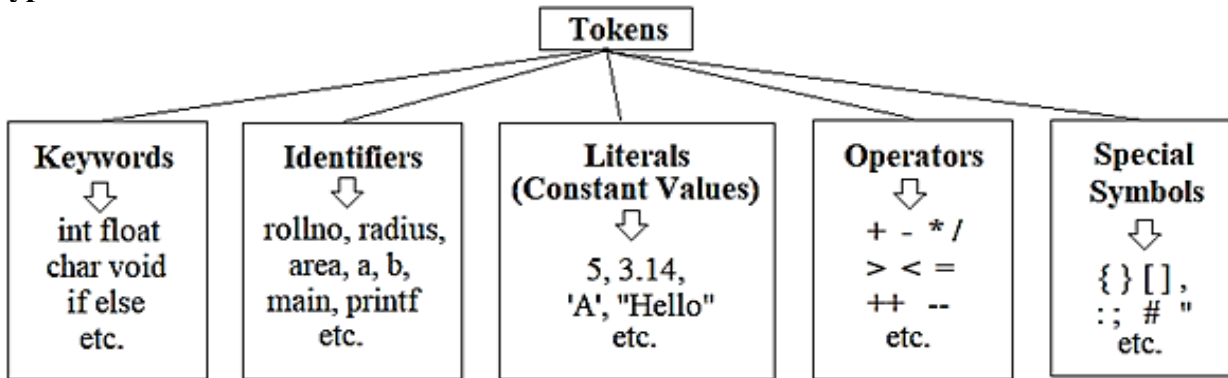 Tokens
Keywords
int float
char void
if else
etc.
Identifiers
rollno, radius,
area, a, b,
main, printf
etc.
Literals
(Constant Values)
5, 3.14,
'A', "Hello"
etc.
Operators
+ - * /
> < =
++ --
etc.
Special
Symbols
{ } [ ] ,
: ; # "
etc.